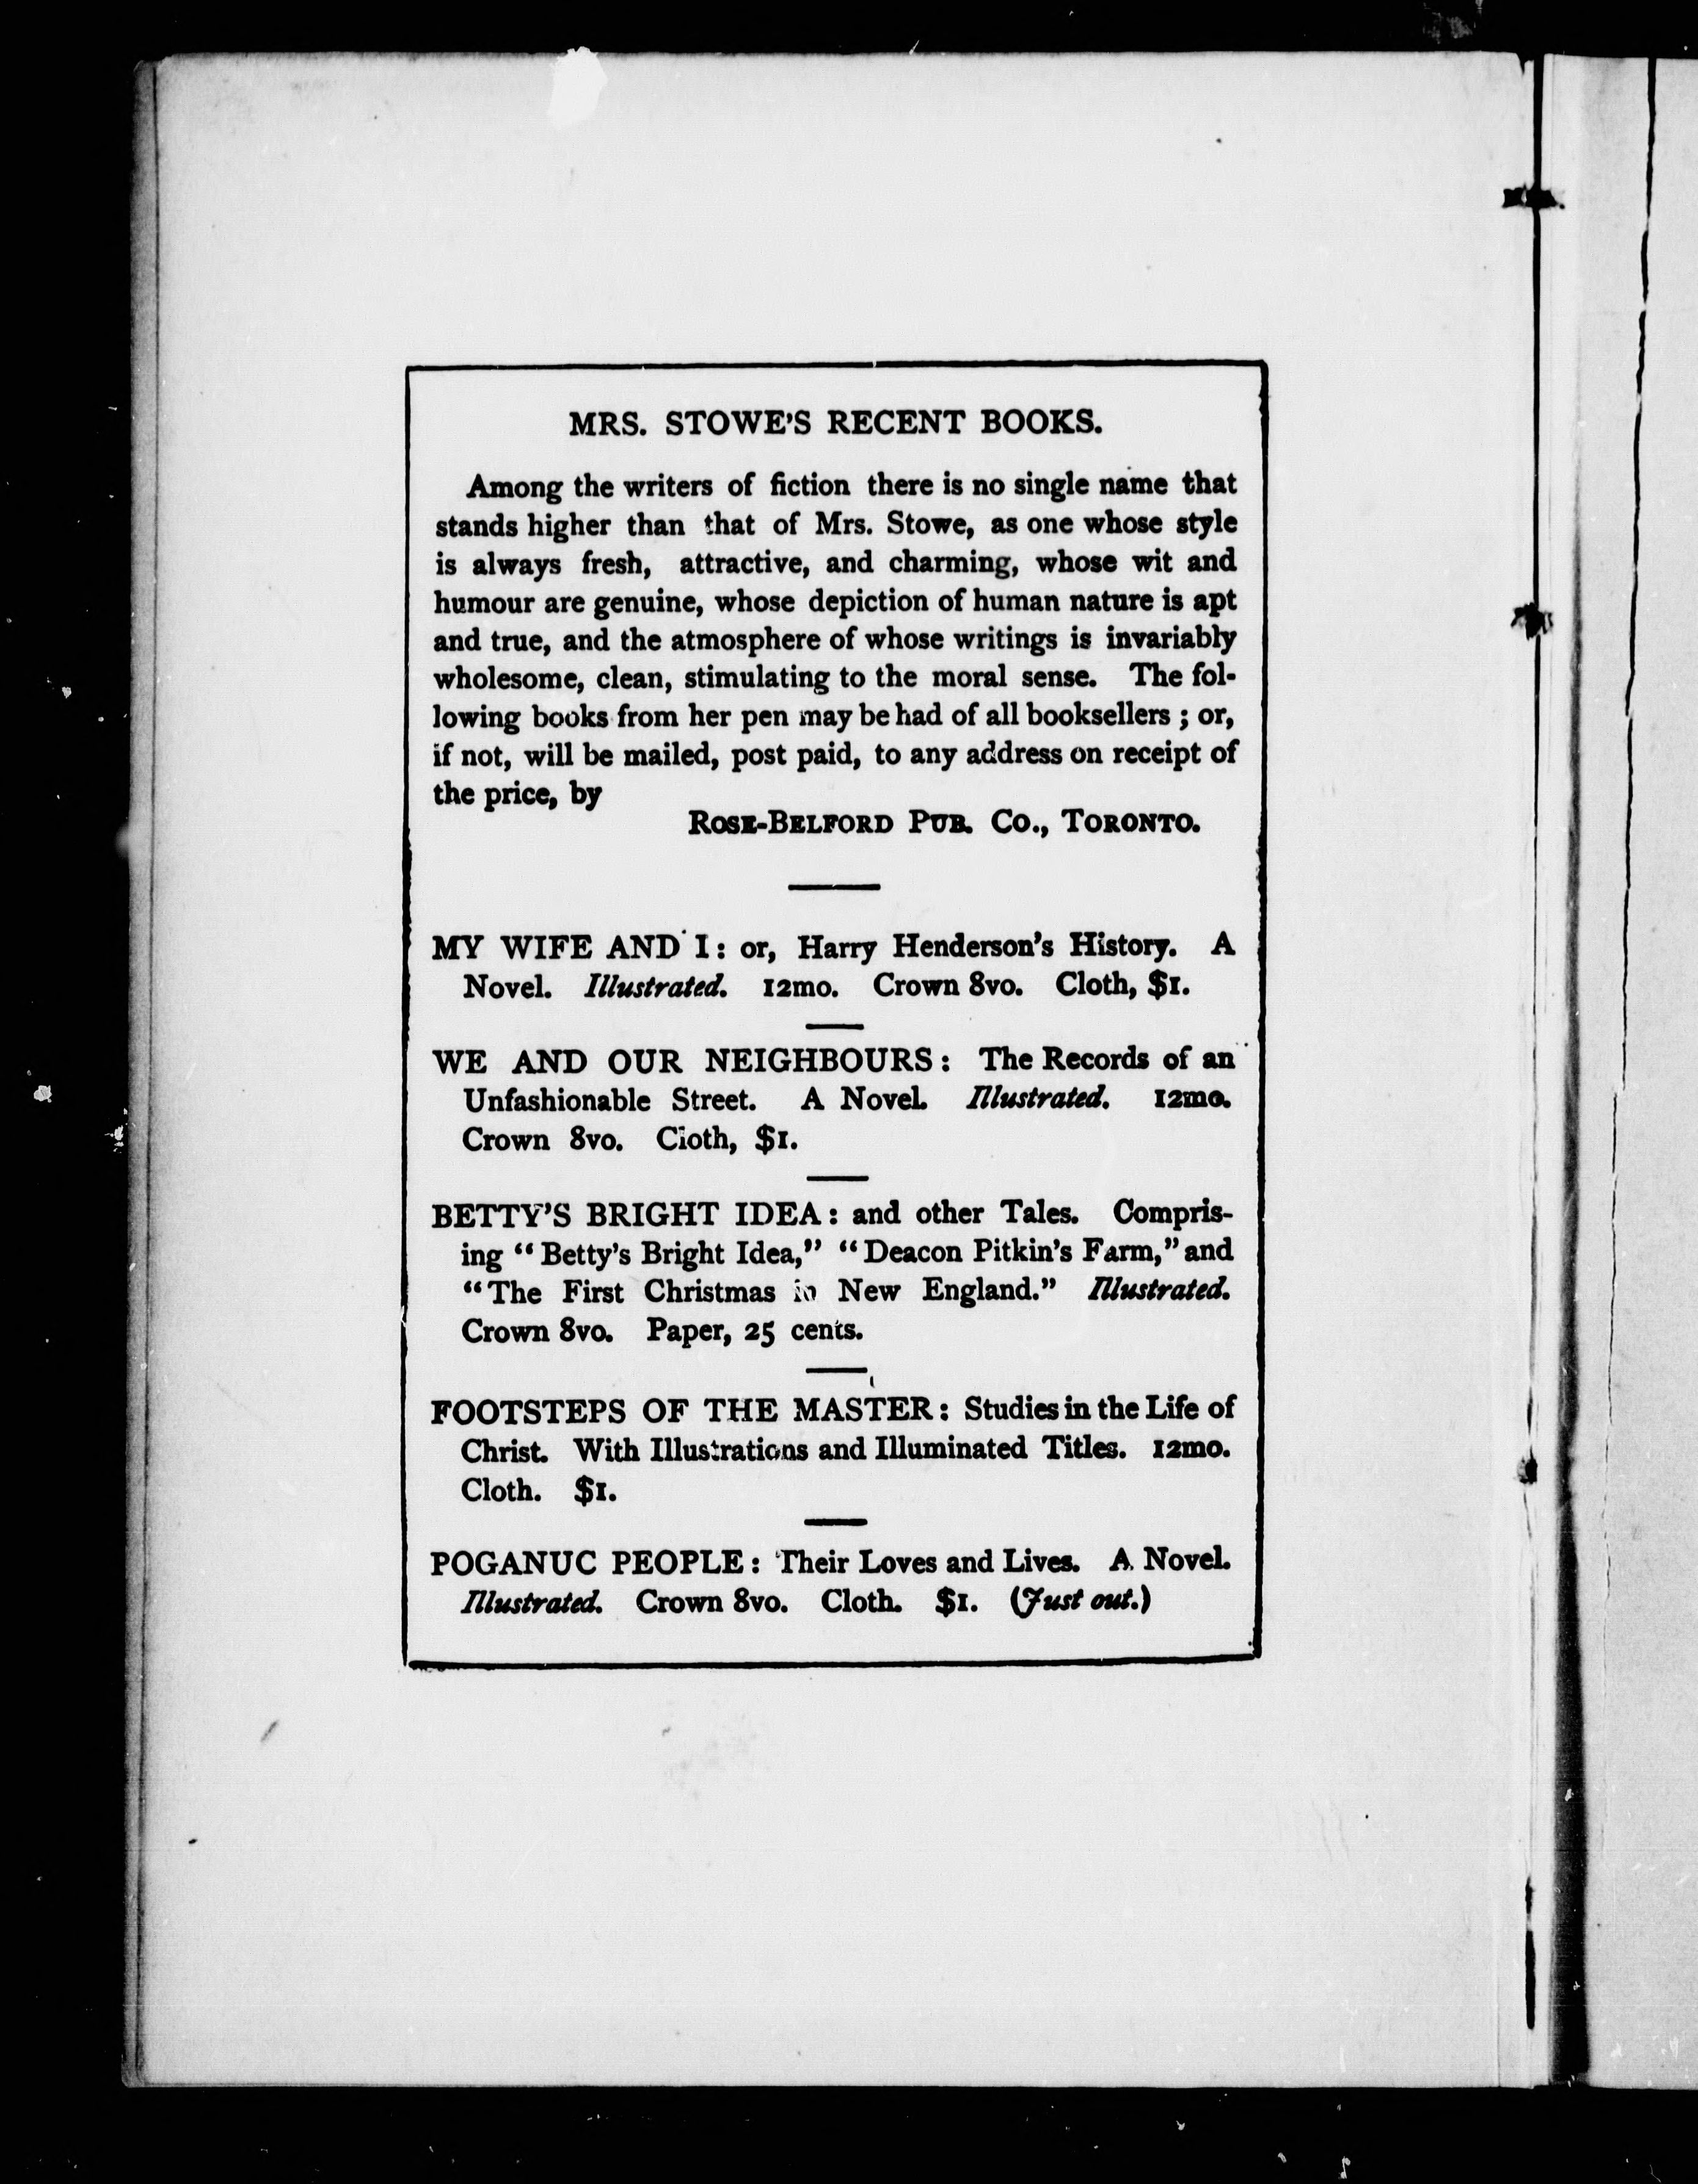 MRS. STOWE'S RECENT BOOKS.
Among the writers of fiction there is no single name that
stands higher than that of Mrs. Stowe, as one whose style
is always fresh, attractive, and charming, whose wit and
humour are genuine, whose depiction of human nature is apt
and true, and the atmosphere of whose writings is invariably
wholesome, clean, stimulating to the moral sense. The fol-
lowing books from her pen may be had of all booksellers ; or,
if not, will be mailed, post paid, to any address on receipt of
the price, by
ROSE-BELFORD PUB. CO., TORONTO.
MY WIFE AND I: or, Harry Henderson's History. A
Novel. Illustrated. 12mo. Crown 8vo. Cloth, $1.
WE AND OUR NEIGHBOURS: The Records of an
Unfashionable Street. A Novel. Illustrated. 12mo.
Crown 8vo. Cloth, $1.
BETTY'S BRIGHT IDEA: and other Tales. Compris-
ing "Betty's Bright Idea," "Deacon Pitkin's Farm," and
"The First Christmas in New England." Illustrated.
Crown 8vo. Paper, 25 cents.
FOOTSTEPS OF THE MASTER: Studies in the Life of
Christ. With Illustrations and Illuminated Titles. 12mo.
Cloth. $1.
POGANUC PEOPLE: Their Loves and Lives. A Novel.
Illustrated. Crown 8vo. Cloth. $1. (Just out.)